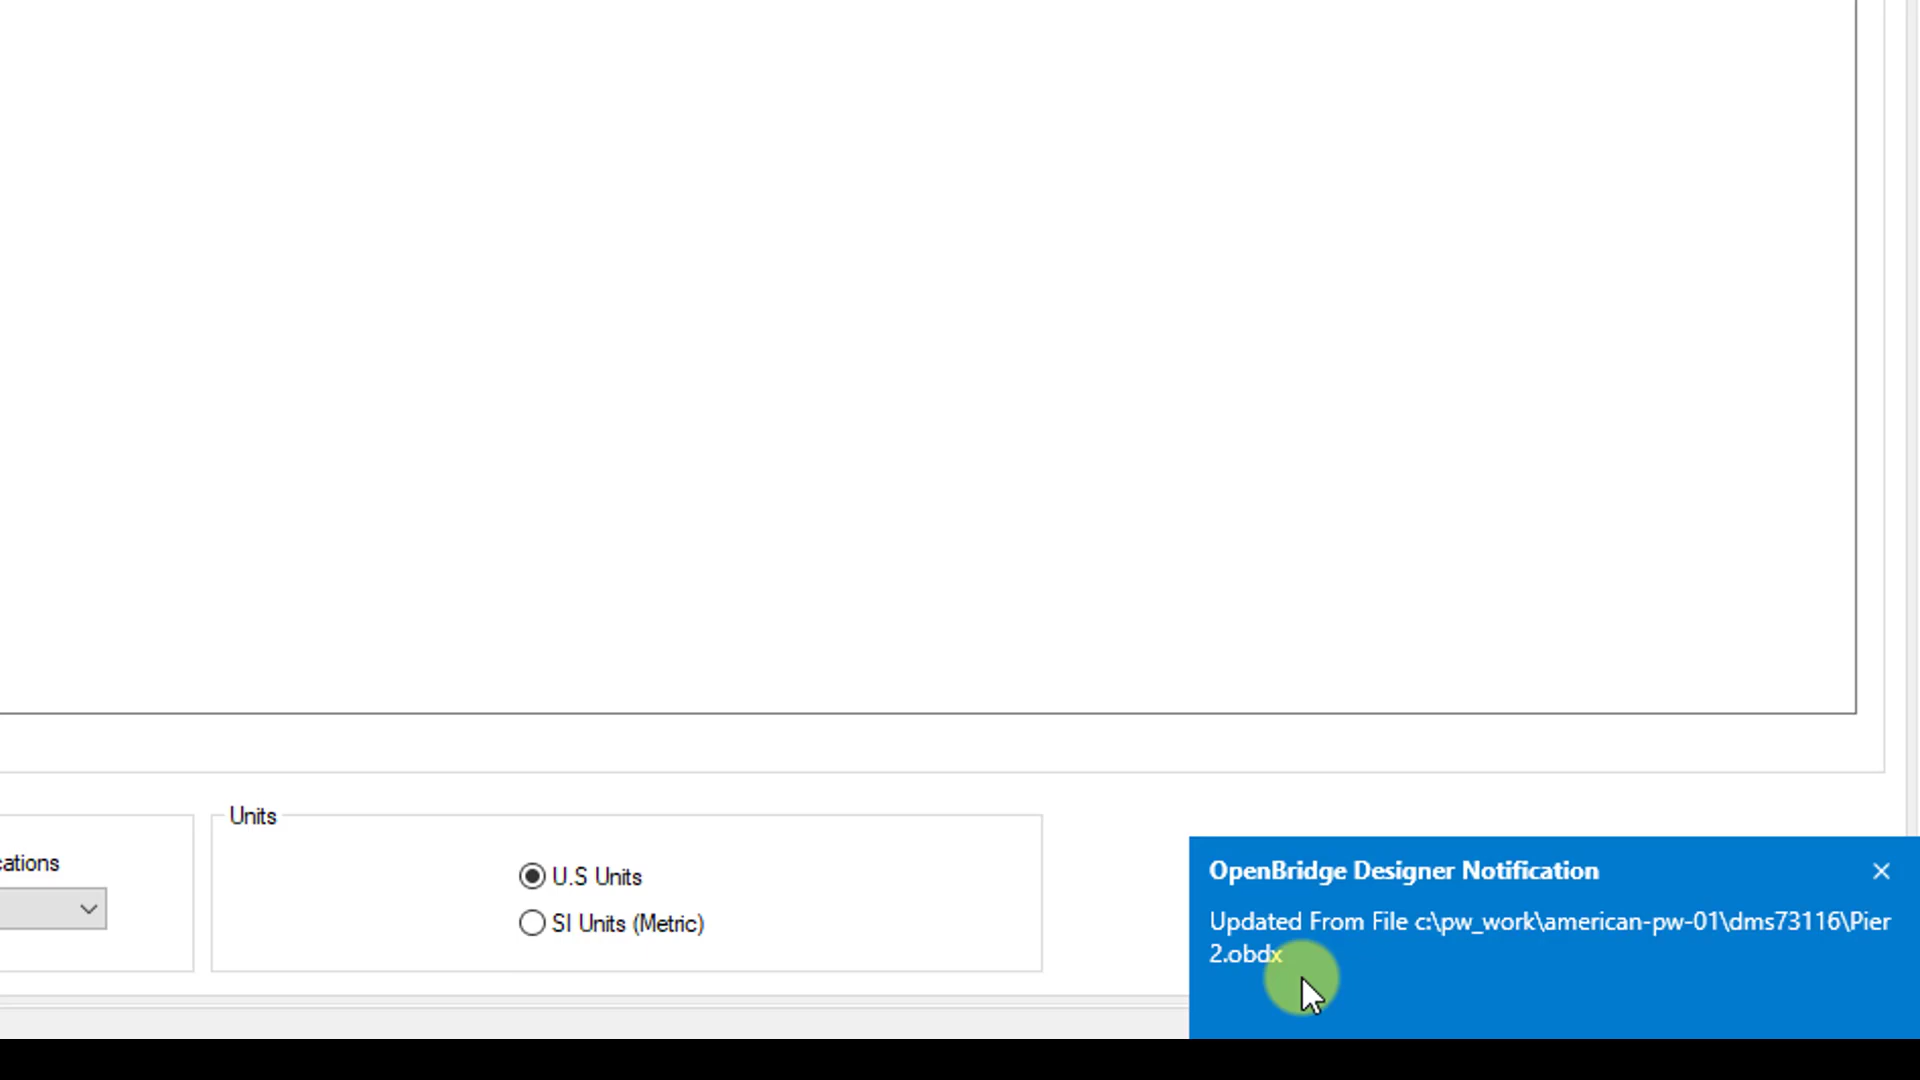 Units
cations
U.S Units
SI Units (Metric)
OpenBridge Designer Notification
Updated From File c:\pw_work\american-pw-01\dms73116\Pier
2.obdx